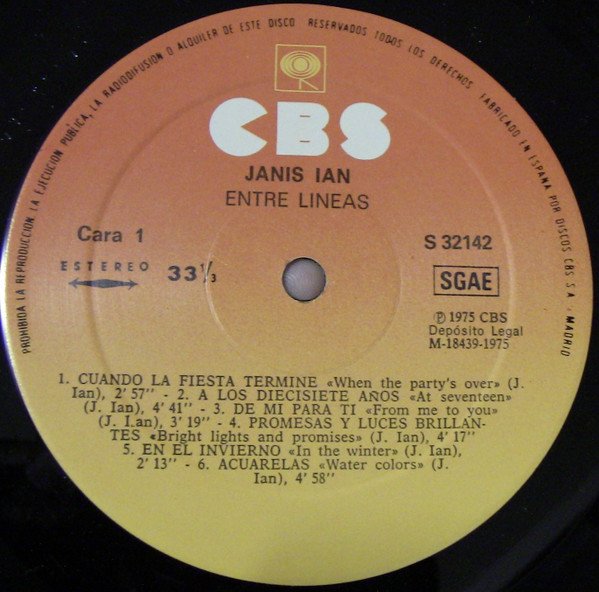 PROHIBIDA LA REPRODUCCION, LA EJECUCION PUBLICA, LA RADIODIFUSION O ALQUILER DE ESTE DISCO RESERVADOS TODOS LOS DERECHOS FABRICADO EN ESPAÑA POR DISCOS CBS S.A - MADRID
CBS
JANIS IAN
ENTRE LINEAS
Cara 1
ESTEREO
33 1/3
S 32142
SGAE
℗ 1975 CBS
Depósito Legal
M-18439-1975
1. CUANDO LA FIESTA TERMINE «When the party's over» (J.
Ian), 2' 57'' - 2. A LOS DIECISIETE AÑOS «At seventeen»
(J. Ian), 4' 41'' - 3. DE MI PARA TI «From me to you»
(J. I.an), 3' 19'' - 4. PROMESAS Y LUCES BRILLAN-
TES «Bright lights and promises» (J. Ian), 4' 17''
5. EN EL INVIERNO «In the winter» (J. Ian),
2' 13'' - 6. ACUARELAS «Water colors» (J.
Ian), 4' 58''